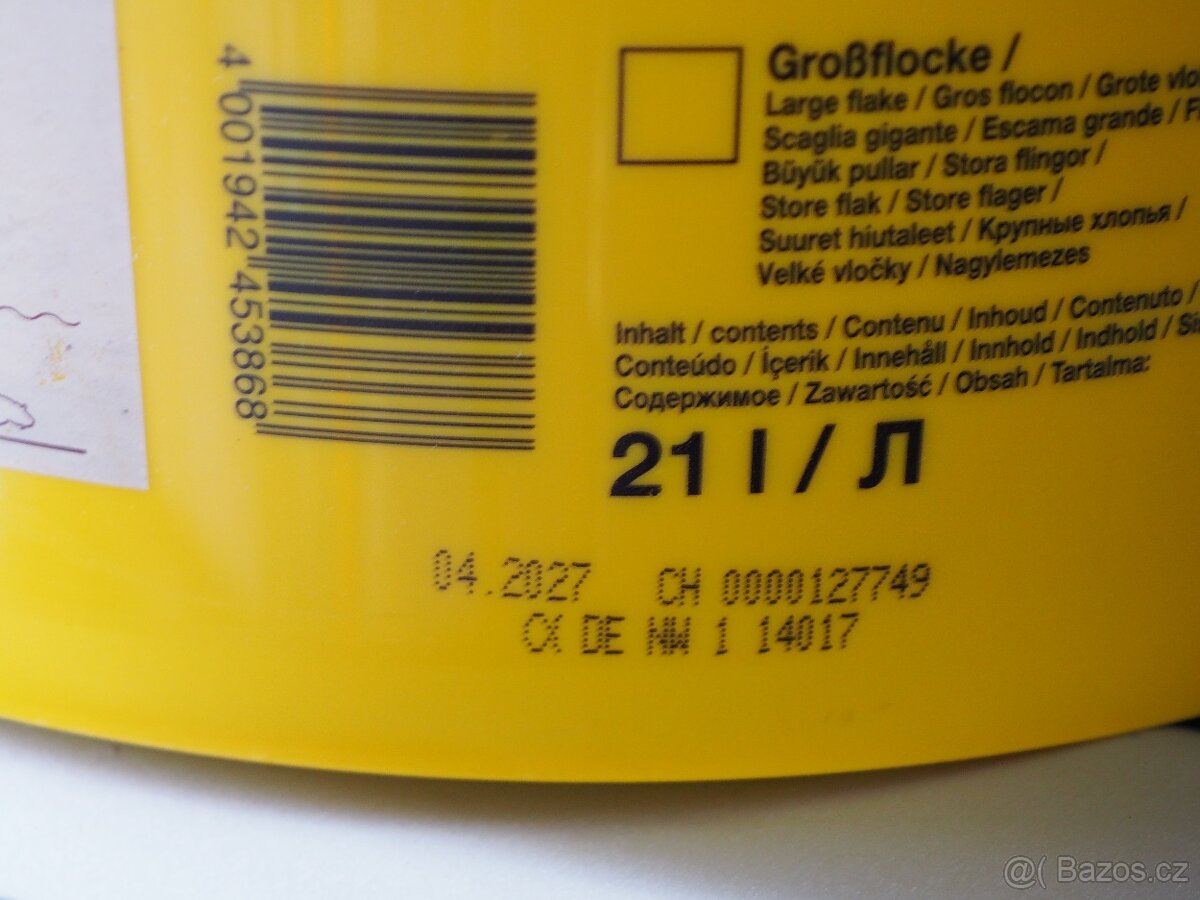 4 001942 453868
Großflocke /
Large flake / Gros flocon / Grote
Scaglia gigante / Escama grande /
Büyük pullar / Stora flingor /
Store flak / Store flager /
Suuret hiutaleet / Крупные хлопья /
Velké vločky / Nagylemezes
Inhalt / contents / Contenu / Inhoud / Contenuto /
Conteúdo / İçerik / Innehåll / Innhold / Indhold /
Содержимое / Zawartość / Obsah / Tartalma:
21 l / Л
04.2027 CH 0000127749
α DE NW 1 14017
@( Bazos.cz